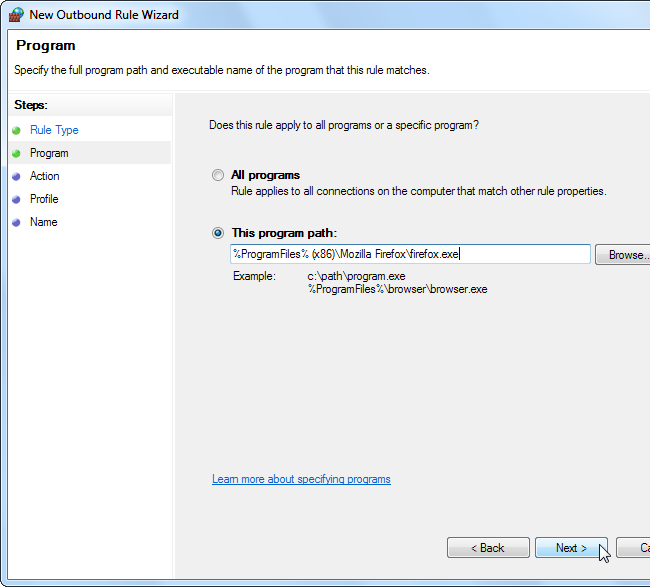 New Outbound Rule Wizard
Program
Specify the full program path and executable name of the program that this rule matches.
Steps:
Rule Type
Program
Action
Profile
Name
Does this rule apply to all programs or a specific program?
All programs
Rule applies to all connections on the computer that match other rule properties.
This program path:
%ProgramFiles% (x86)\Mozilla Firefox\firefox.exe
Browse...
Example: c:\path\program.exe
%ProgramFiles%\browser\browser.exe
Learn more about specifying programs
< Back
Next >
Ca